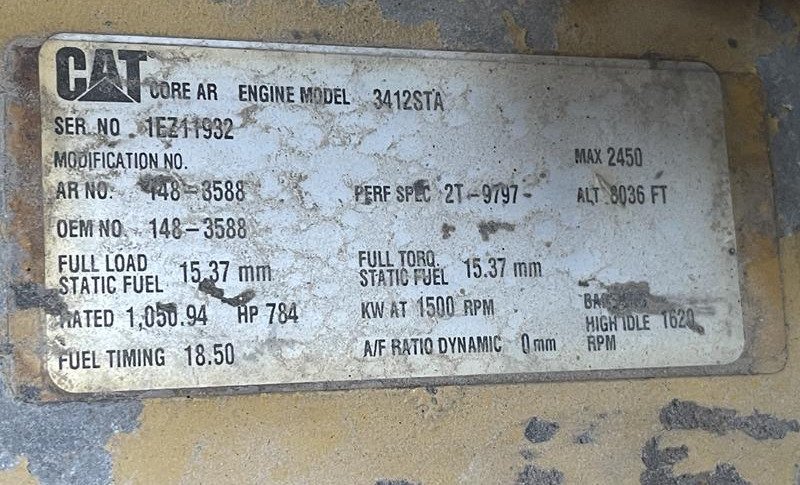 CAT CORE AR ENGINE MODEL 3412STA
SER. NO 1EZ11932
MODIFICATION NO. MAX 2450
AR NO. 148-3588 PERF SPEC 2T-9797 ALT 8036 FT
OEM NO 148-3588
FULL LOAD STATIC FUEL 15.37 mm FULL TORQ. STATIC FUEL 15.37 mm
RATED 1,050.94 HP 784 KW AT 1500 RPM HIGH IDLE 1620 RPM
FUEL TIMING 18.50 A/F RATIO DYNAMIC 0 mm